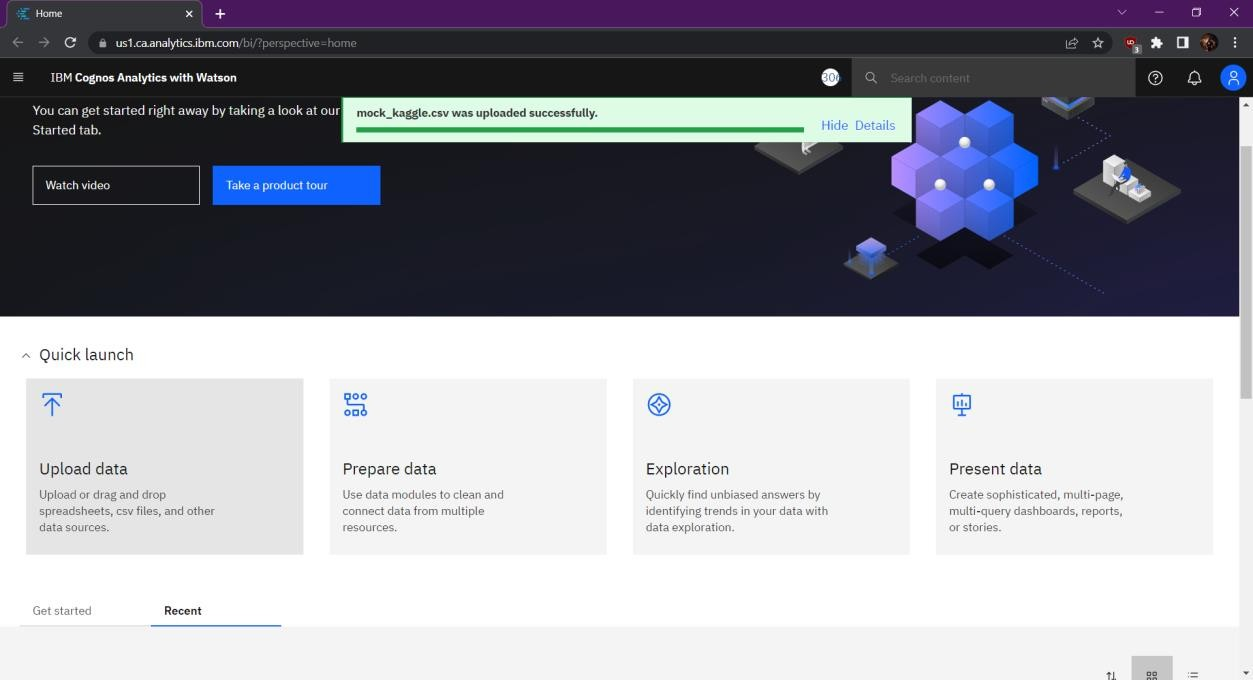 Home
us1.ca.analytics.ibm.com/bi/?perspective=home
3
IBM Cognos Analytics with Watson
Search content
You can get started right away by taking a look at our
Started tab.
mock_kaggle.csv was uploaded successfully.
Hide Details
Watch video
Take a product tour
Quick launch
Upload data
Upload or drag and drop
spreadsheets, csv files, and other
data sources.
Prepare data
Use data modules to clean and
connect data from multiple
resources.
Exploration
Quickly find unbiased answers by
identifying trends in your data with
data exploration.
Present data
Create sophisticated, multi-page,
multi-query dashboards, reports,
or stories.
Get started
Recent